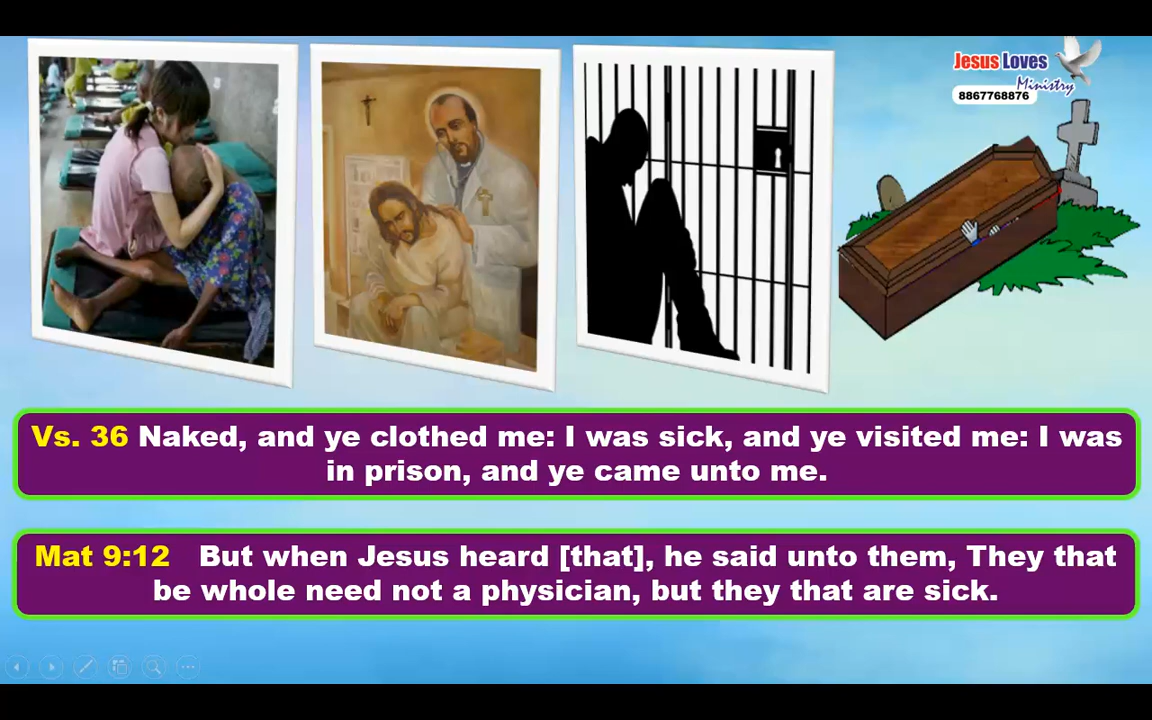 Jesus Loves
Ministry
8867768876
Vs. 36 Naked, and ye clothed me: I was sick, and ye visited me: I was
in prison, and ye came unto me.
Mat 9:12 But when Jesus heard [that], he said unto them, They that
be whole need not a physician, but they that are sick.